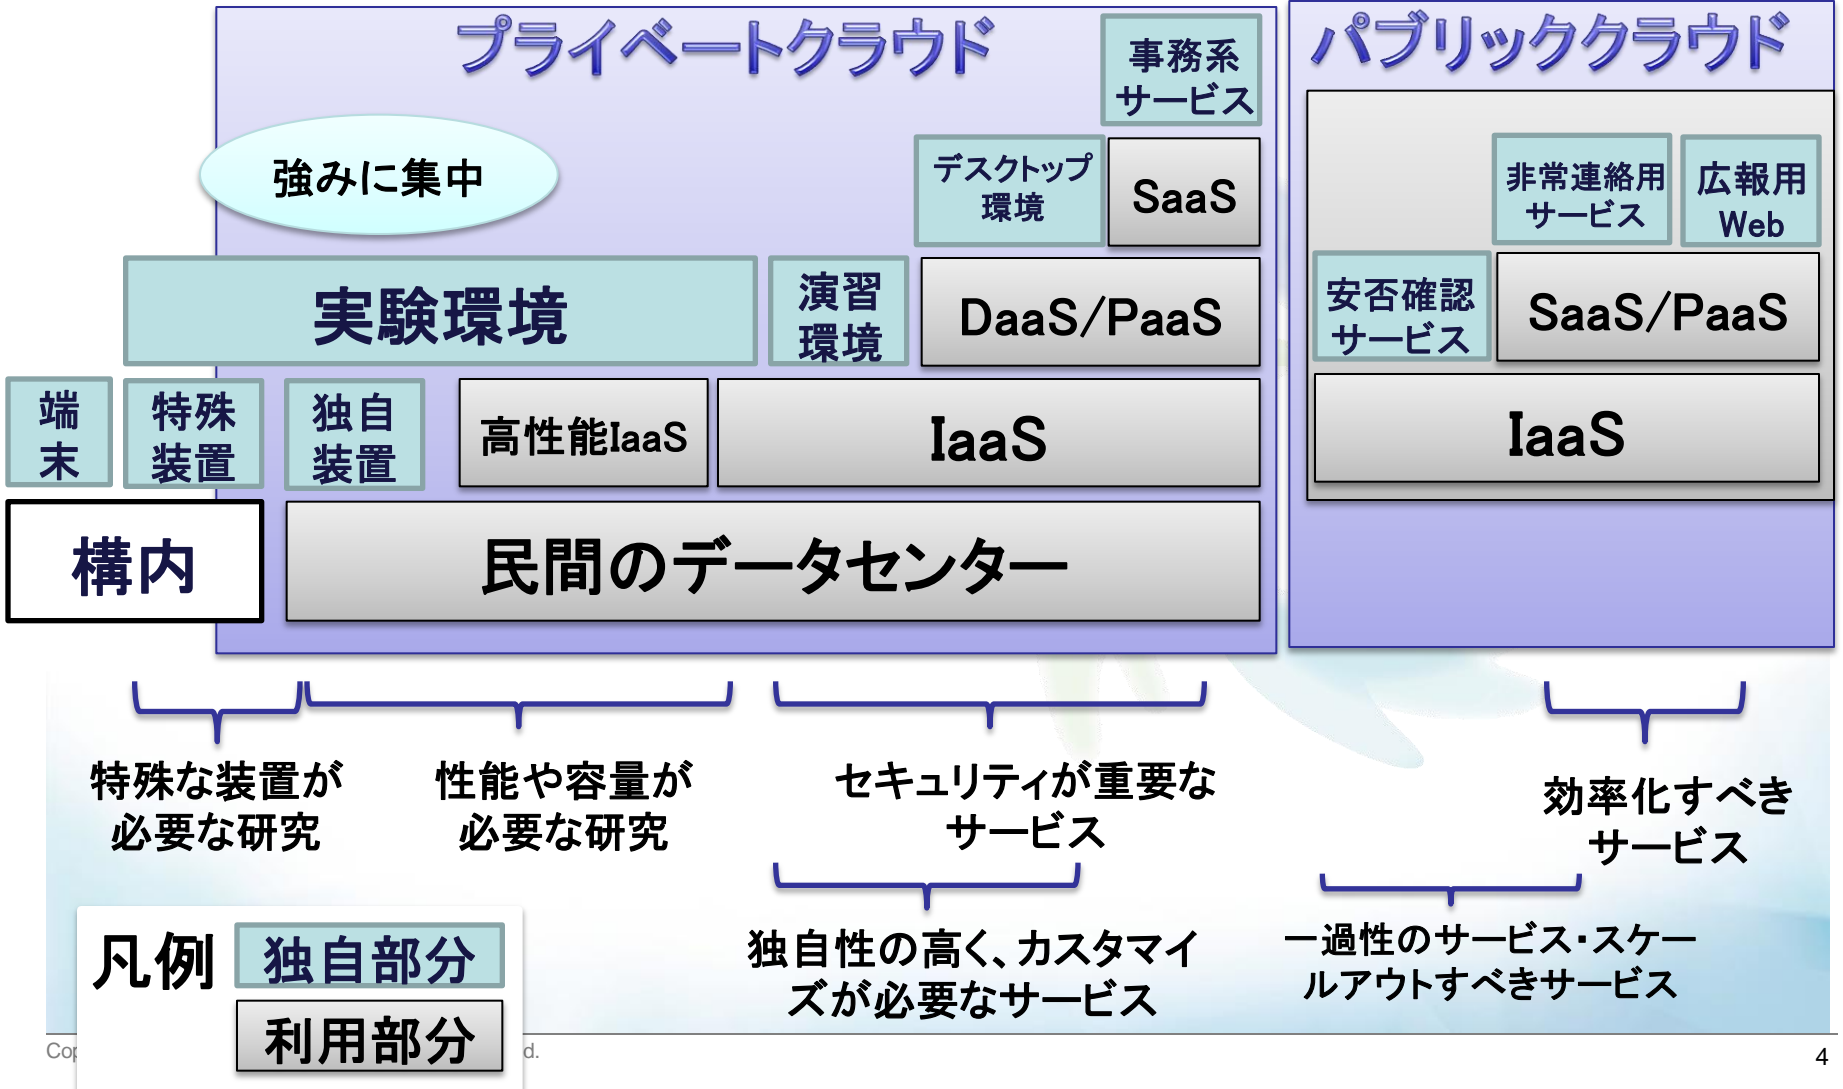 プライベートクラウド
パブリッククラウド
事務系
サービス
強みに集中
デスクトップ
環境
SaaS
非常連絡用
サービス
広報用
Web
実験環境
演習
環境
DaaS/PaaS
安否確認
サービス
SaaS/PaaS
端
末
特殊
装置
独自
装置
高性能IaaS
IaaS
IaaS
構内
民間のデータセンター
特殊な装置が
必要な研究
性能や容量が
必要な研究
セキュリティが重要な
サービス
効率化すべき
サービス
独自性の高く、カスタマイ
ズが必要なサービス
一過性のサービス・スケー
ルアウトすべきサービス
凡例
独自部分
利用部分
4